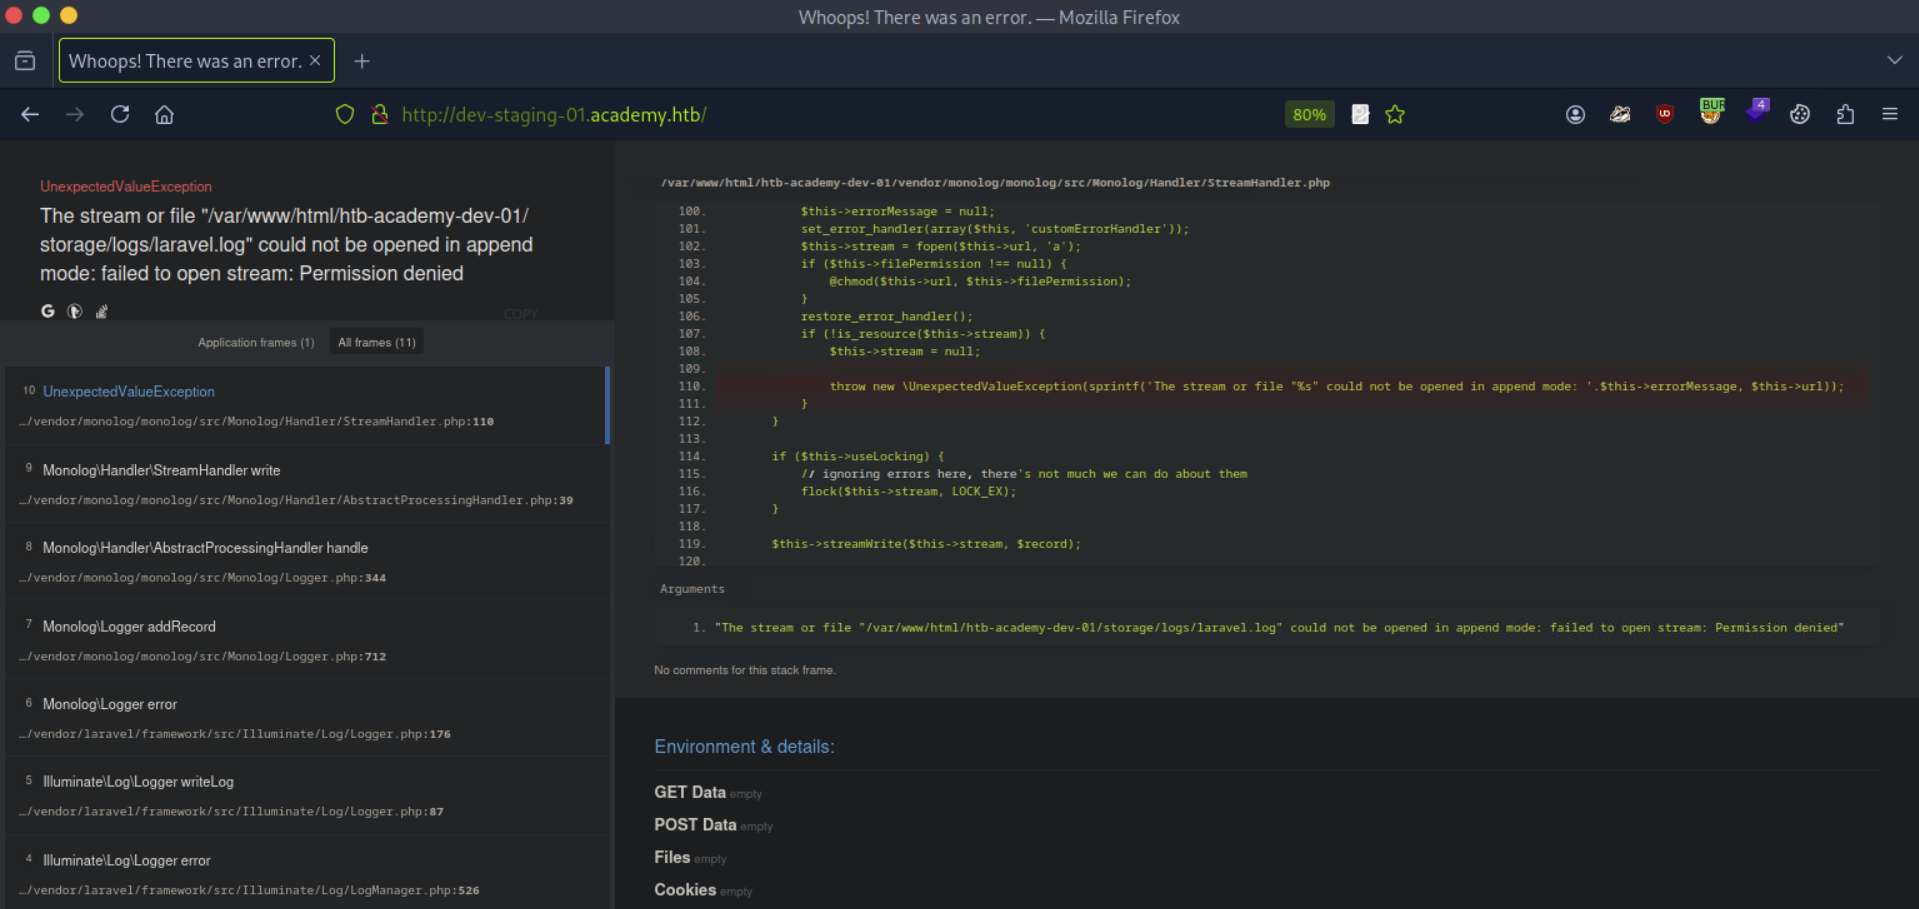 Whoops! There was an error. — Mozilla Firefox
Whoops! There was an error. ×
http://dev-staging-01.academy.htb/
80%
BUR
4
UnexpectedValueException
The stream or file "/var/www/html/htb-academy-dev-01/
storage/logs/laravel.log" could not be opened in append
mode: failed to open stream: Permission denied
COPY
Application frames (1) All frames (11)
10 UnexpectedValueException
…/vendor/monolog/monolog/src/Monolog/Handler/StreamHandler.php:110
9 Monolog\Handler\StreamHandler write
…/vendor/monolog/monolog/src/Monolog/Handler/AbstractProcessingHandler.php:39
8 Monolog\Handler\AbstractProcessingHandler handle
…/vendor/monolog/monolog/src/Monolog/Logger.php:344
7 Monolog\Logger addRecord
…/vendor/monolog/monolog/src/Monolog/Logger.php:712
6 Monolog\Logger error
…/vendor/laravel/framework/src/Illuminate/Log/Logger.php:176
5 Illuminate\Log\Logger writeLog
…/vendor/laravel/framework/src/Illuminate/Log/Logger.php:87
4 Illuminate\Log\Logger error
…/vendor/laravel/framework/src/Illuminate/Log/LogManager.php:526
/var/www/html/htb-academy-dev-01/vendor/monolog/monolog/src/Monolog/Handler/StreamHandler.php
100. $this->errorMessage = null;
101. set_error_handler(array($this, 'customErrorHandler'));
102. $this->stream = fopen($this->url, 'a');
103. if ($this->filePermission !== null) {
104. @chmod($this->url, $this->filePermission);
105. }
106. restore_error_handler();
107. if (!is_resource($this->stream)) {
108. $this->stream = null;
109.
110. throw new \UnexpectedValueException(sprintf('The stream or file "%s" could not be opened in append mode: '.$this->errorMessage, $this->url));
111. }
112. }
113.
114. if ($this->useLocking) {
115. // ignoring errors here, there's not much we can do about them
116. flock($this->stream, LOCK_EX);
117. }
118.
119. $this->streamWrite($this->stream, $record);
120.
Arguments
1. "The stream or file "/var/www/html/htb-academy-dev-01/storage/logs/laravel.log" could not be opened in append mode: failed to open stream: Permission denied"
No comments for this stack frame.
Environment & details:
GET Data empty
POST Data empty
Files empty
Cookies empty